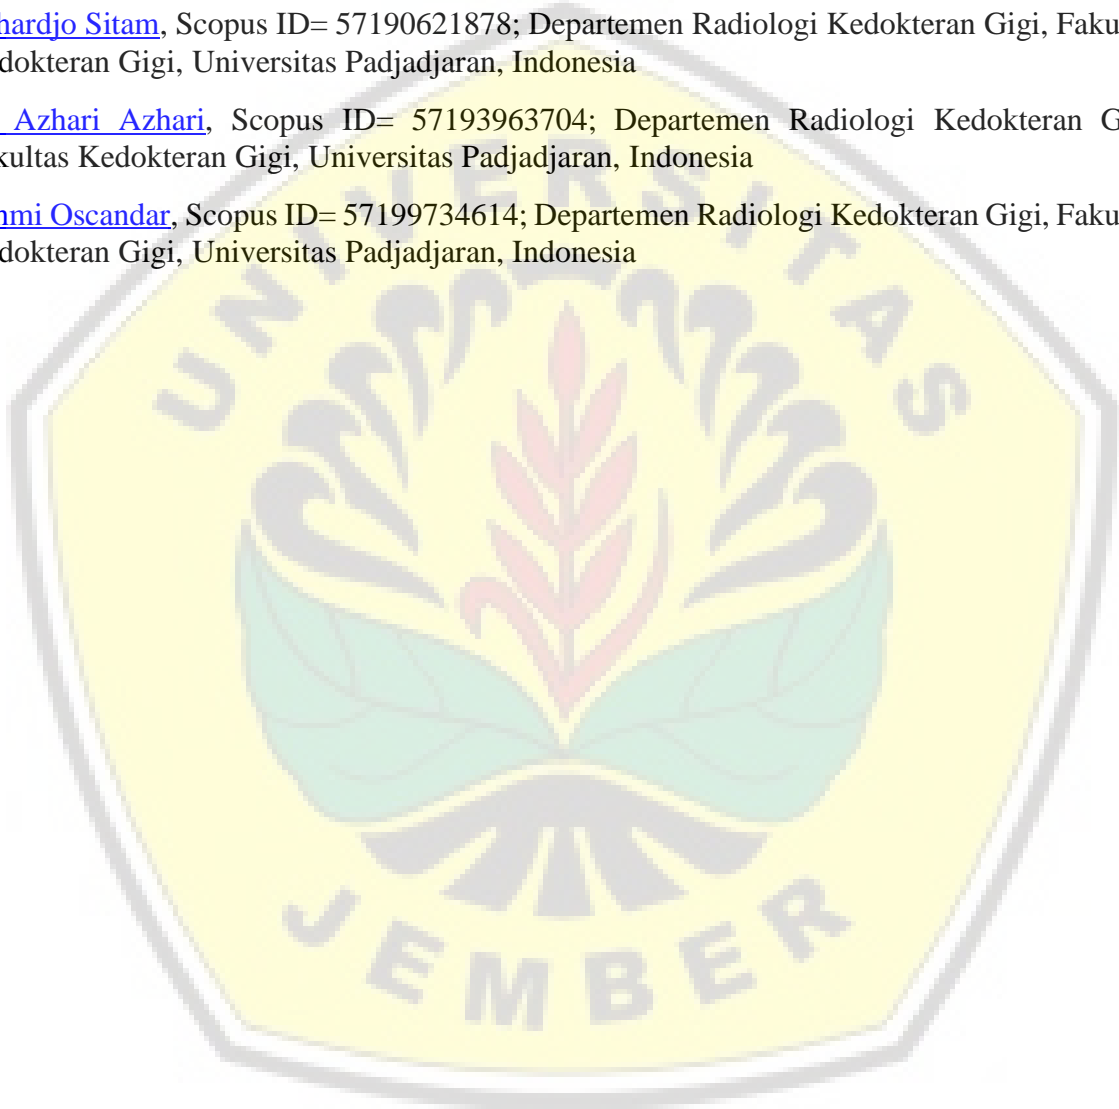 hardjo Sitam, Scopus ID= 57190621878; Departemen Radiologi Kedokteran Gigi, Faku
dokteran Gigi, Universitas Padjadjaran, Indonesia
Azhari Azhari, Scopus ID= 57193963704; Departemen Radiologi Kedokteran G
kultas Kedokteran Gigi, Universitas Padjadjaran, Indonesia
hmi Oscandar, Scopus ID= 57199734614; Departemen Radiologi Kedokteran Gigi, Faku
dokteran Gigi, Universitas Padjadjaran, Indonesia
UNIVERSITAS
JEMBER